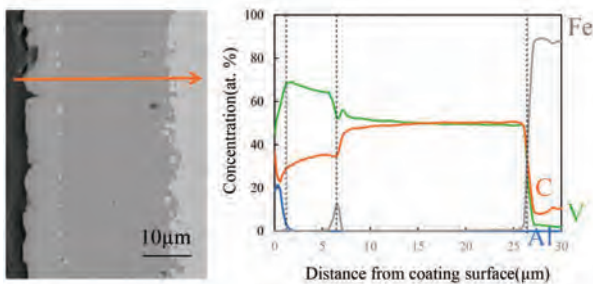 10μm
Concentration(at. %)
100
80
60
40
20
0
0
5
10
15
20
25
30
Distance from coating surface(μm)
Fe
C
V
Al